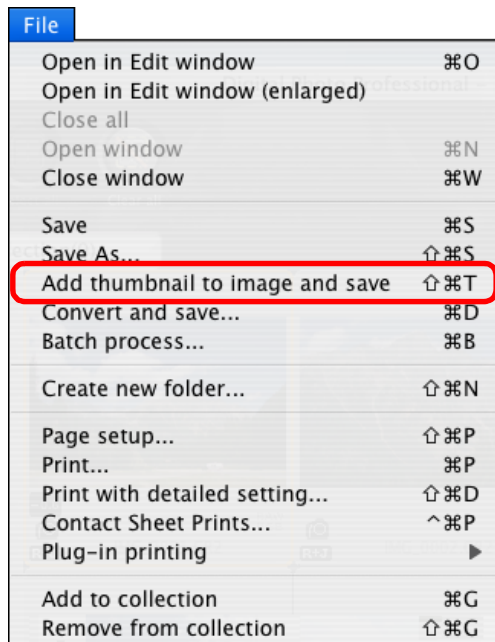 File
Open in Edit window ⌘O
Open in Edit window (enlarged)
Close all
Open window ⌘N
Close window ⌘W
Save ⌘S
Save As... ⇧⌘S
Add thumbnail to image and save ⇧⌘T
Convert and save... ⌘D
Batch process... ⌘B
Create new folder... ⇧⌘N
Page setup... ⇧⌘P
Print... ⌘P
Print with detailed setting... ⇧⌘D
Contact Sheet Prints... ^⌘P
Plug-in printing ▶
Add to collection ⌘G
Remove from collection ⇧⌘G